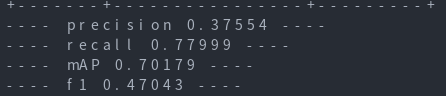 +-------+-----------------+---------+
---- precision 0.37554 ----
---- recall 0.77999 ----
---- mAP 0.70179 ----
---- f1 0.47043 ----